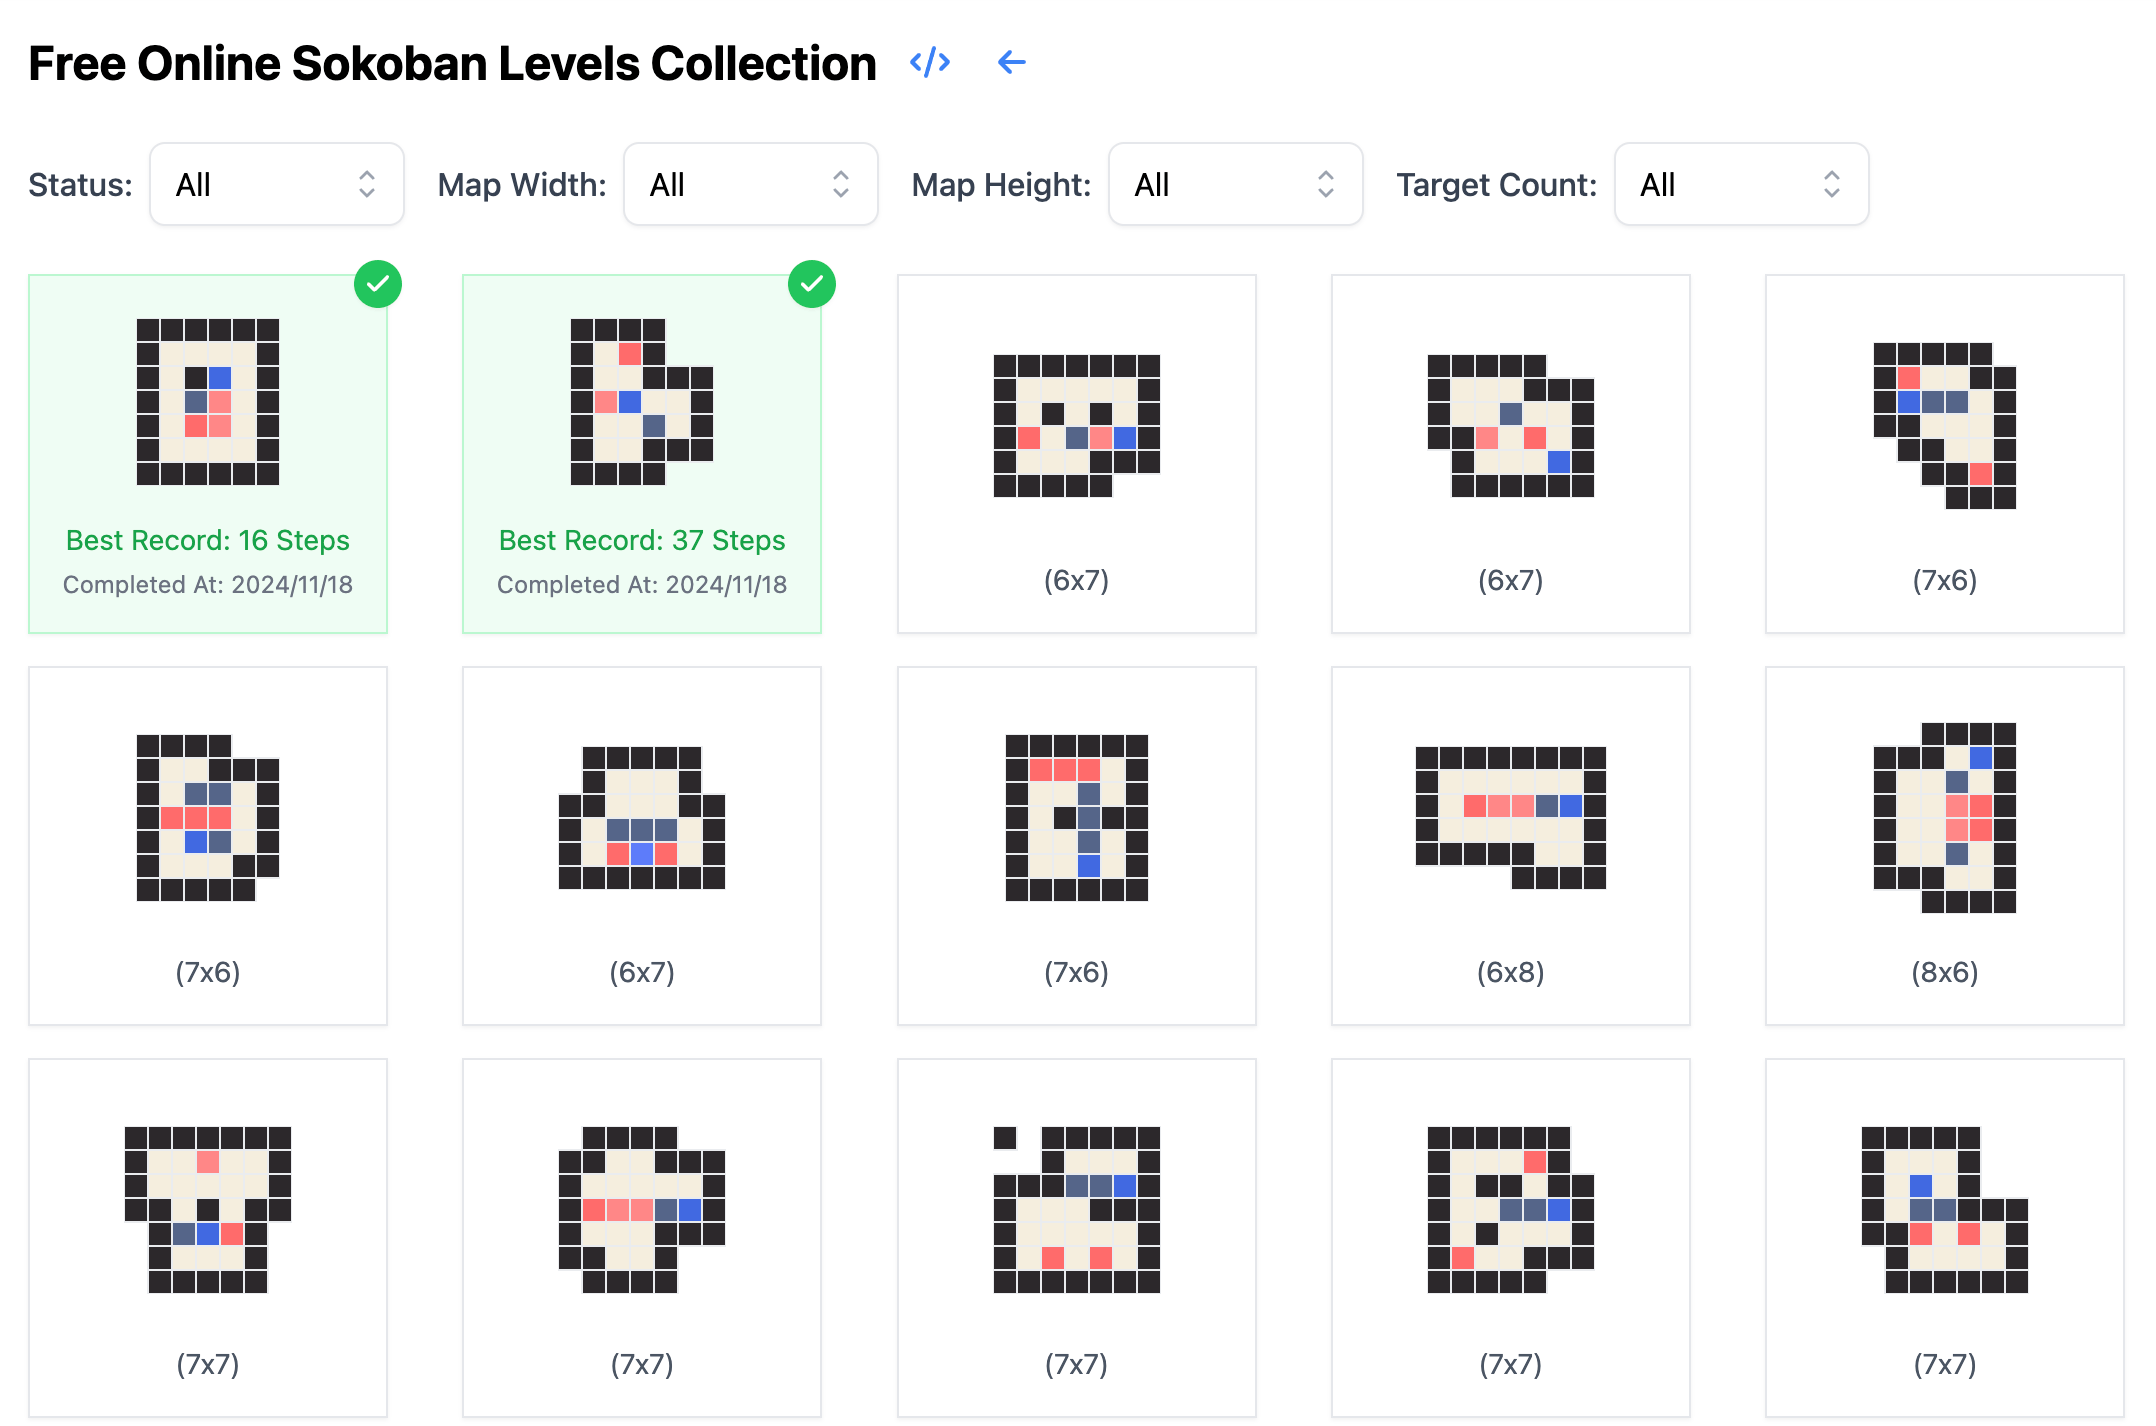 Free Online Sokoban Levels Collection </> ←
Status: All Map Width: All Map Height: All Target Count: All
Best Record: 16 Steps
Completed At: 2024/11/18
Best Record: 37 Steps
Completed At: 2024/11/18
(6x7)
(6x7)
(7x6)
(7x6)
(6x7)
(7x6)
(6x8)
(8x6)
(7x7)
(7x7)
(7x7)
(7x7)
(7x7)